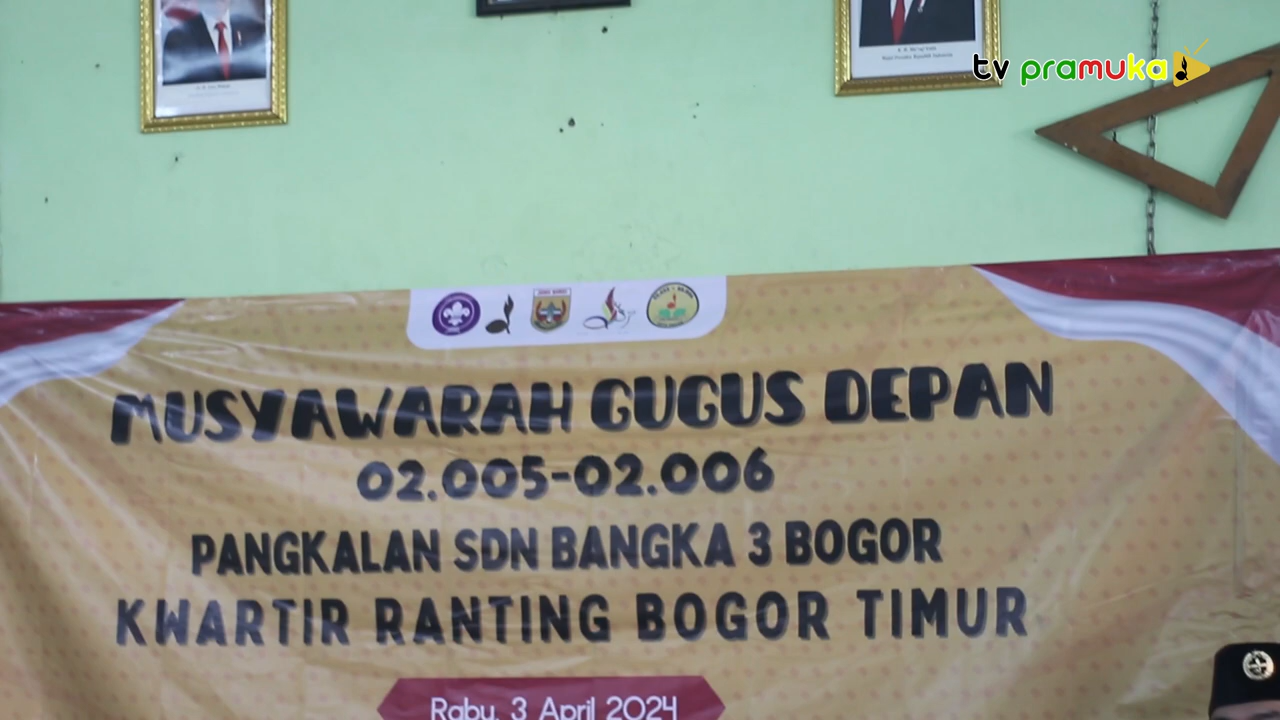 tv pramuka
MUSYAWARAH GUGUS DEPAN
02.005-02.006
PANGKALAN SDN BANGKA 3 BOGOR
KWARTIR RANTING BOGOR TIMUR
Rabu, 3 April 2024